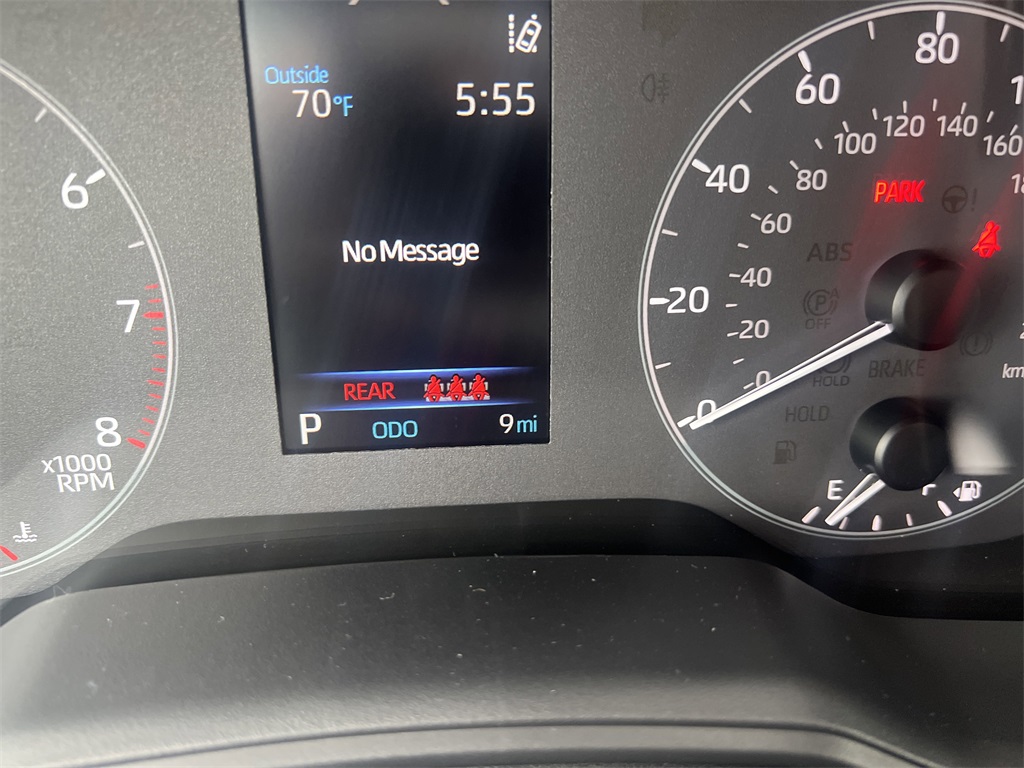 6
7
8
x1000
RPM
Outside
70°F
5:55
No Message
REAR
P
ODO
9 mi
0
20
40
60
80
0
20
40
60
80
100
120
140
160
km
PARK
ABS
OFF
HOLD
BRAKE
HOLD
E
F